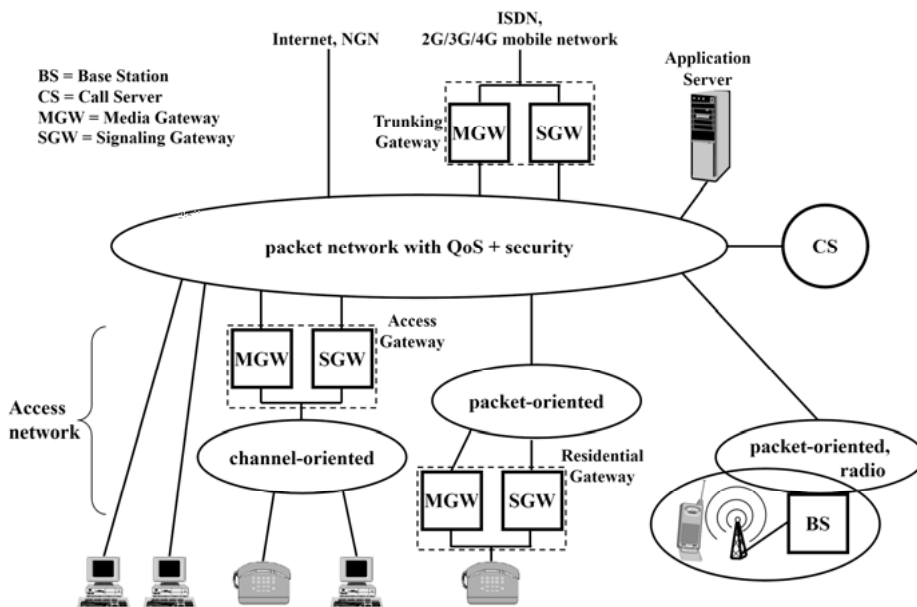 Internet, NGN
ISDN,
2G/3G/4G mobile network
BS = Base Station
CS = Call Server
MGW = Media Gateway
SGW = Signaling Gateway
Application
Server
Trunking
Gateway
MGW
SGW
packet network with QoS + security
CS
Access
Gateway
MGW
SGW
Access
network
channel-oriented
packet-oriented
Residential
Gateway
MGW
SGW
packet-oriented,
radio
BS